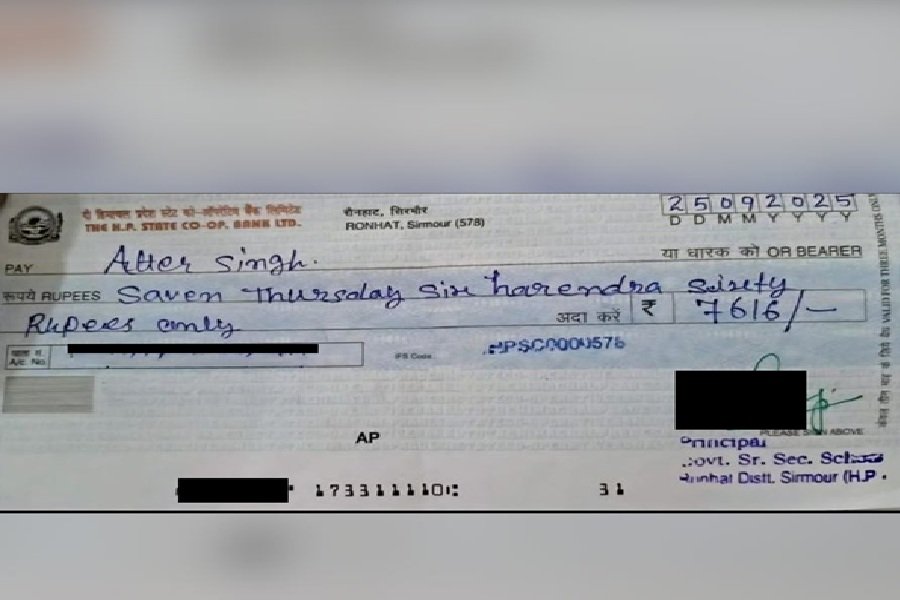 दी हिमाचल प्रदेश स्टेट को-ऑपरेटिव बैंक लिमिटेड
THE H.P. STATE CO-OP. BANK LTD.
रोनहाट, सिरमौर
RONHAT, Sirmour (578)
25092025
D D M M Y Y Y Y
PAY Atter Singh.
या धारक को OR BEARER
रूपये RUPEES Saven Thursday Six harendra Sixty
Rupees only
अदा करें ₹ 7616/-
खाता सं.
A/c. No.
IFS Code HPSC0000578
AP
PLEASE SIGN ABOVE
Principal
Govt. Sr. Sec. School
Ronhat Distt. Sirmour (H.P.
173311110
31